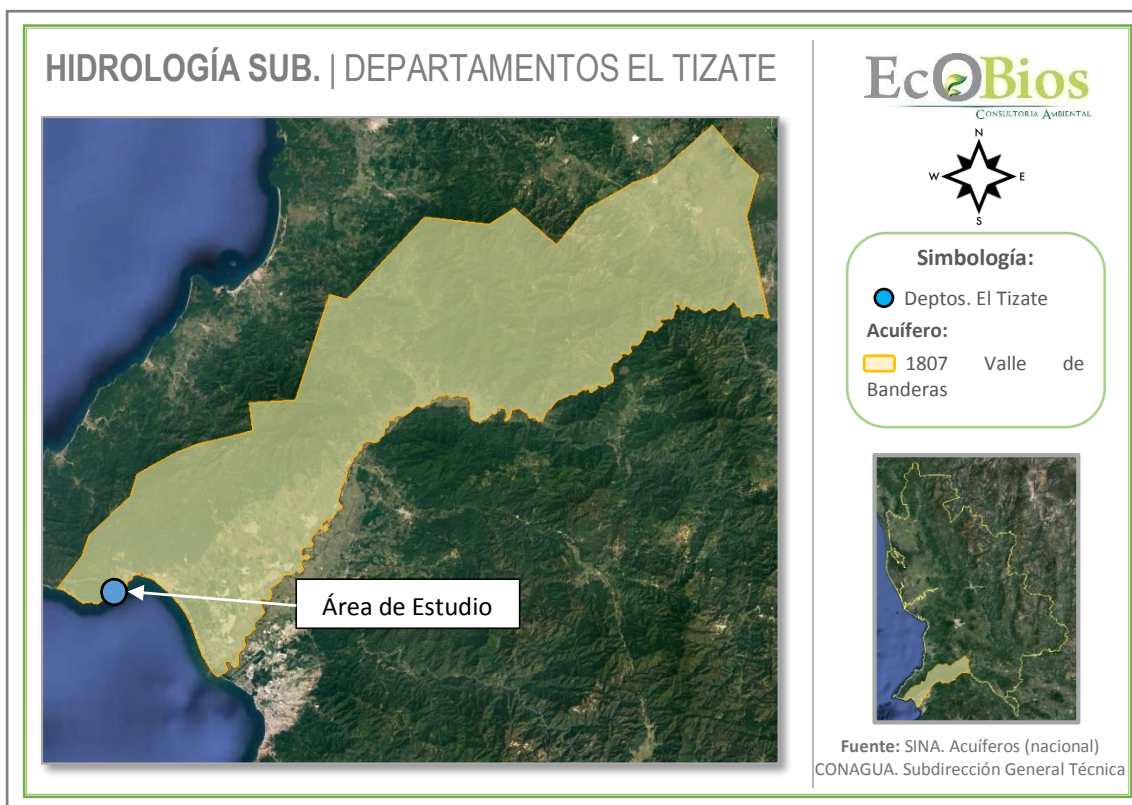 HIDROLOGÍA SUB. | DEPARTAMENTOS EL TIZATE
Área de Estudio
EcOBios
CONSULTORIA AMBIENTAL
N
W E
S
Simbología:
Deptos. El Tizate
Acuífero:
1807 Valle de
Banderas
Fuente: SINA. Acuíferos (nacional)
CONAGUA. Subdirección General Técnica